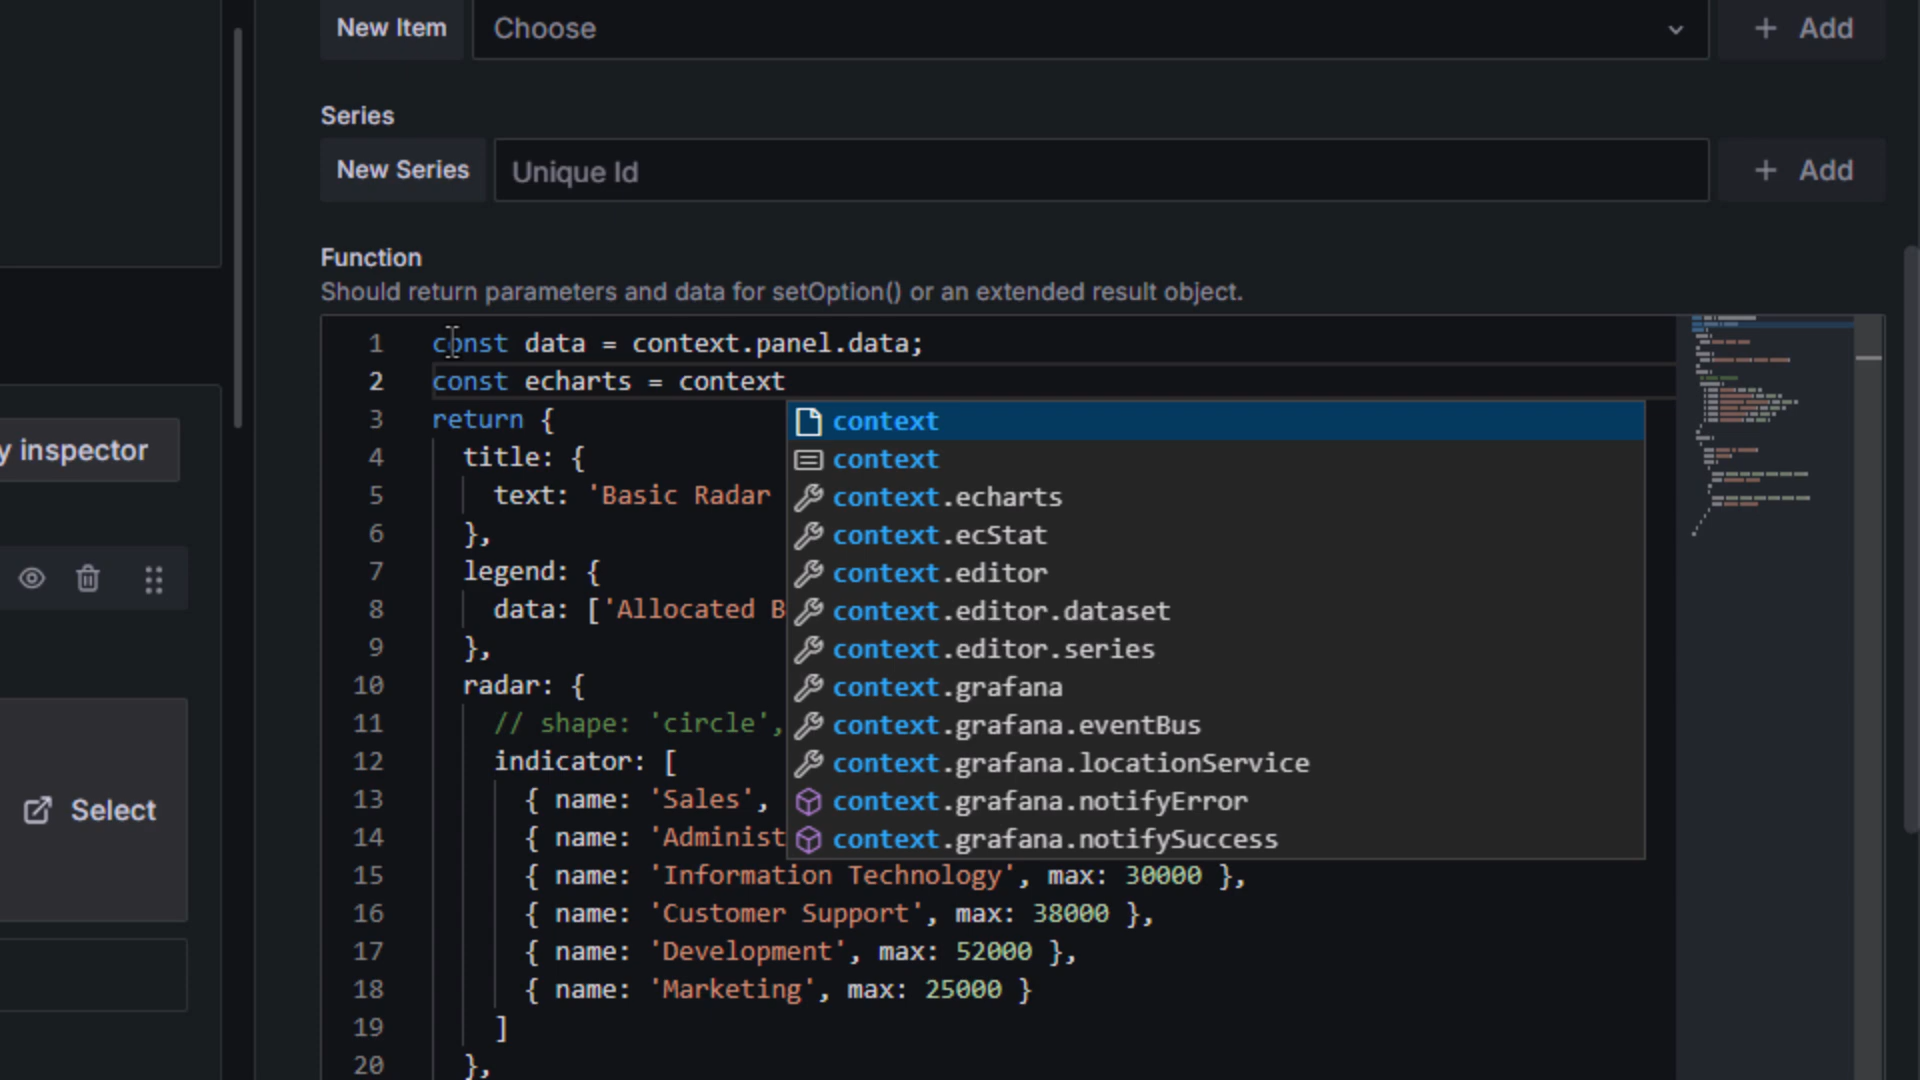 New Item
Choose
+ Add
Series
New Series
Unique Id
+ Add
Function
Should return parameters and data for setOption() or an extended result object.
1 const data = context.panel.data;
2 const echarts = context
3 return {
4 title: {
5 text: 'Basic Radar
6 },
7 legend: {
8 data: ['Allocated B
9 },
10 radar: {
11 // shape: 'circle',
12 indicator: [
13 { name: 'Sales',
14 { name: 'Administ
15 { name: 'Information Technology', max: 30000 },
16 { name: 'Customer Support', max: 38000 },
17 { name: 'Development', max: 52000 },
18 { name: 'Marketing', max: 25000 }
19 ]
20 },
context
context
context.echarts
context.ecStat
context.editor
context.editor.dataset
context.editor.series
context.grafana
context.grafana.eventBus
context.grafana.locationService
context.grafana.notifyError
context.grafana.notifySuccess
y inspector
Select